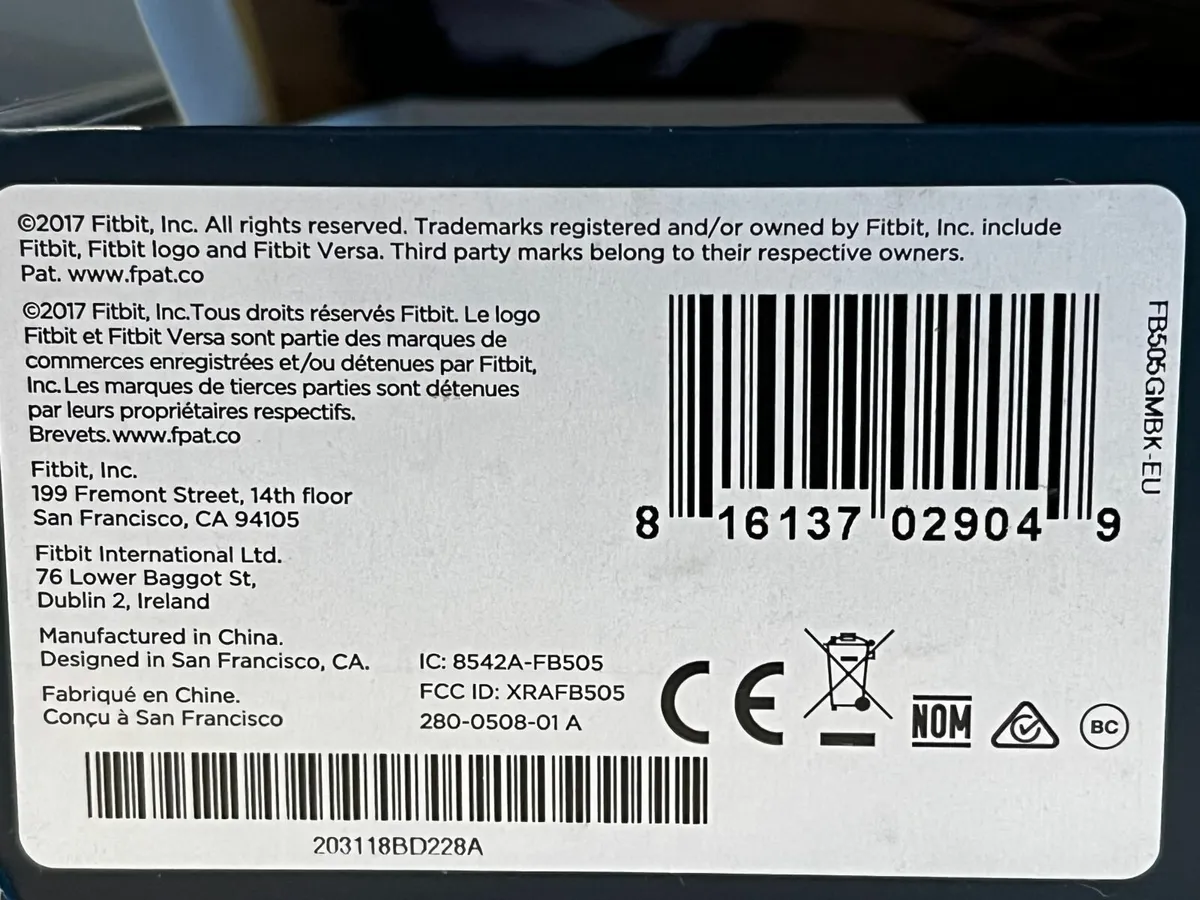 ©2017 Fitbit, Inc. All rights reserved. Trademarks registered and/or owned by Fitbit, Inc. include
Fitbit, Fitbit logo and Fitbit Versa. Third party marks belong to their respective owners.
Pat. www.fpat.co
©2017 Fitbit, Inc.Tous droits réservés Fitbit. Le logo
Fitbit et Fitbit Versa sont partie des marques de
commerces enregistrées et/ou détenues par Fitbit,
Inc.Les marques de tierces parties sont détenues
par leurs propriétaires respectifs.
Brevets.www.fpat.co
Fitbit, Inc.
199 Fremont Street, 14th floor
San Francisco, CA 94105
Fitbit International Ltd.
76 Lower Baggot St,
Dublin 2, Ireland
Manufactured in China.
Designed in San Francisco, CA.
Fabriqué en Chine.
Conçu à San Francisco
IC: 8542A-FB505
FCC ID: XRAFB505
280-0508-01 A
8 16137 02904 9
FB505GMBK-EU
CE
NOM
BC
203118BD228A